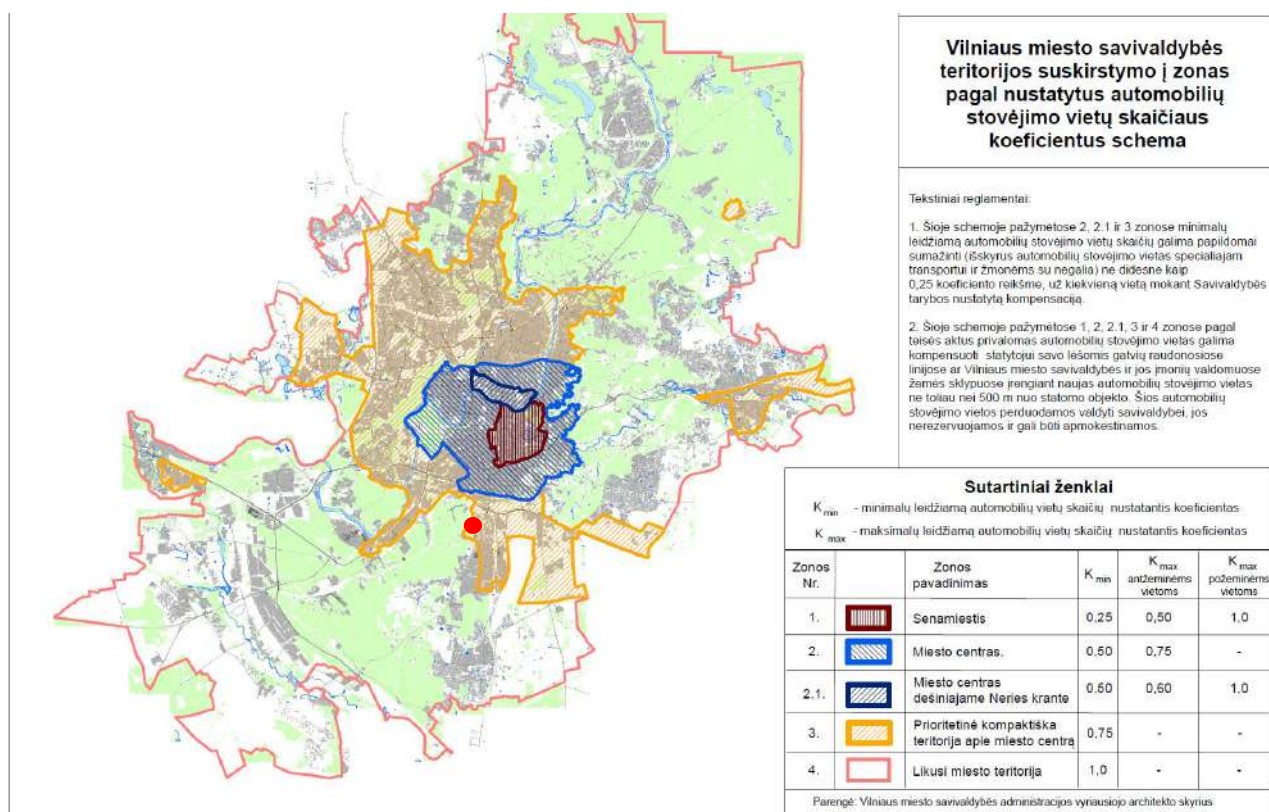 Vilniaus miesto savivaldybės
teritorijos suskirstymo į zonas
pagal nustatytus automobilių
stovėjimo vietų skaičiaus
koeficientus schema
Tekstiniai reglamentai:
1. Šioje schemoje pažymėtose 2, 2.1 ir 3 zonose minimalų
leidžiamą automobilių stovėjimo vietų skaičių galima papildomai
sumažinti (išskyrus automobilių stovėjimo vietas specialiajam
transportui ir žmonėms su negalia) ne didesne kaip
0,25 koeficiento reikšme, už kiekvieną vietą mokant Savivaldybės
tarybos nustatytą kompensaciją.
2. Šioje schemoje pažymėtose 1, 2, 2.1, 3 ir 4 zonose pagal
teisės aktus privalomas automobilių stovėjimo vietas galima
kompensuoti statytojui savo lėšomis gatvių raudonosiose
linijose ar Vilniaus miesto savivaldybės ir jos įmonių valdomuose
žemės sklypuose įrengiant naujas automobilių stovėjimo vietas
ne toliau nei 500 m nuo statomo objekto. Šios automobilių
stovėjimo vietos perduodamos valdyti savivaldybei, jos
nerezervuojamos ir gali būti apmokestinamos.
Sutartiniai ženklai
K min - minimalų leidžiamą automobilių vietų skaičių nustatantis koeficientas
K max - maksimalų leidžiamą automobilių vietų skaičių nustatantis koeficientas
Zonos Nr. Zonos pavadinimas K min K max antžeminėms vietoms K max požeminėms vietoms
1. Senamiestis 0,25 0,50 1,0
2. Miesto centras. 0,50 0,75 -
2.1. Miesto centras dešiniajame Neries krante 0,50 0,60 1,0
3. Prioritetinė kompaktiška teritorija apie miesto centrą 0,75 - -
4. Likusi miesto teritorija 1,0 - -
Parengė: Vilniaus miesto savivaldybės administracijos vyriausiojo architekto skyrius